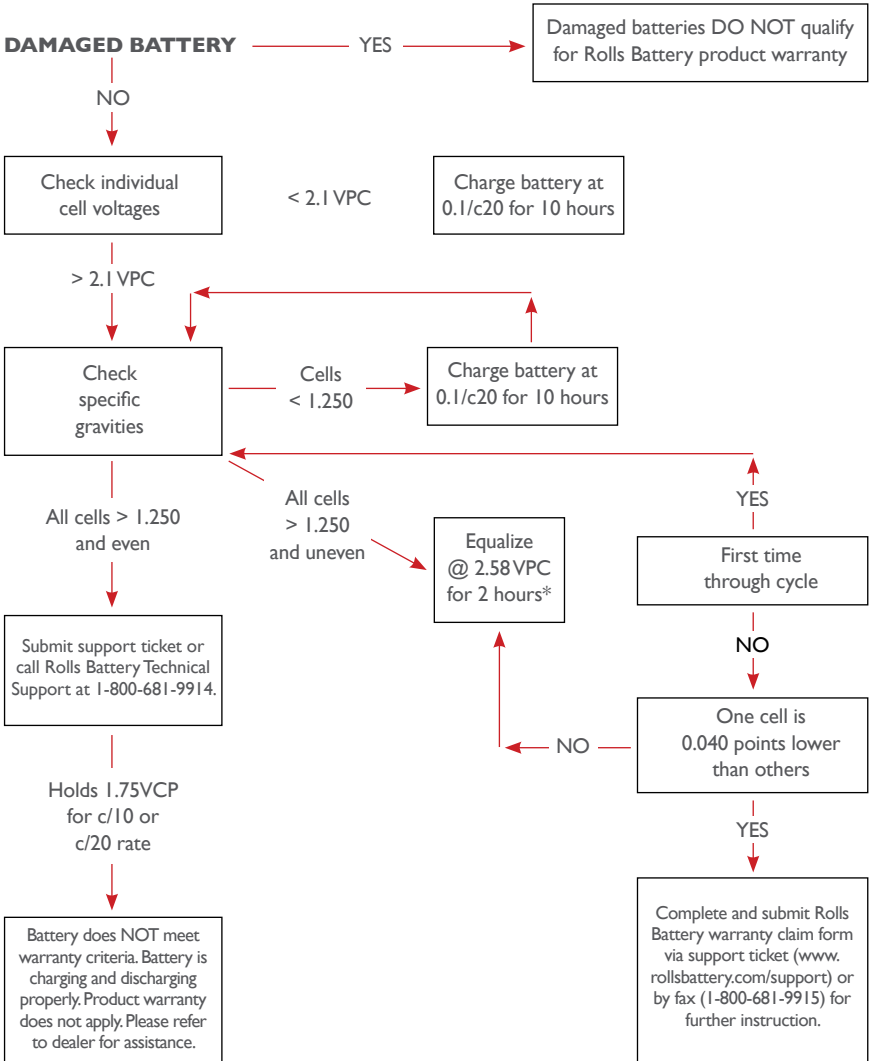 DAMAGED BATTERY
YES
Damaged batteries DO NOT qualify
for Rolls Battery product warranty
NO
Check individual
cell voltages
< 2.1 VPC
Charge battery at
0.1/c20 for 10 hours
> 2.1 VPC
Check
specific
gravities
Cells
< 1.250
Charge battery at
0.1/c20 for 10 hours
All cells > 1.250
and even
All cells
> 1.250
and uneven
Equalize
@ 2.58 VPC
for 2 hours*
YES
First time
through cycle
NO
One cell is
0.040 points lower
than others
NO
YES
Submit support ticket or
call Rolls Battery Technical
Support at 1-800-681-9914.
Holds 1.75VCP
for c/10 or
c/20 rate
Battery does NOT meet
warranty criteria. Battery is
charging and discharging
properly. Product warranty
does not apply. Please refer
to dealer for assistance.
Complete and submit Rolls
Battery warranty claim form
via support ticket (www.
rollsbattery.com/support) or
by fax (1-800-681-9915) for
further instruction.